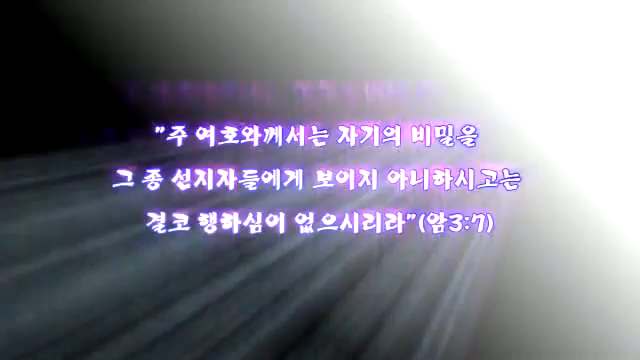 "주 여호와께서는 자기의 비밀을
그 종 선지자들에게 보이지 아니하시고는
결코 행하심이 없으시리라"(암3:7)